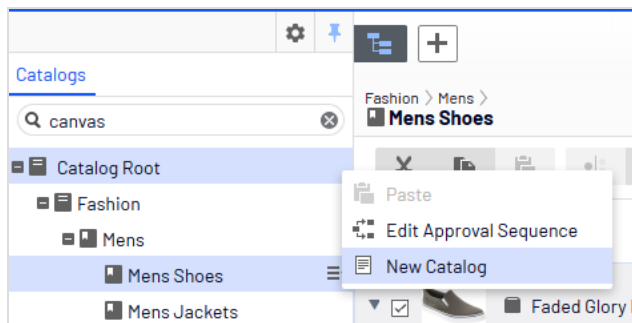 Catalogs
canvas
Catalog Root
Fashion
Mens
Mens Shoes
Mens Jackets
Fashion > Mens >
Mens Shoes
Paste
Edit Approval Sequence
New Catalog
Faded Glory